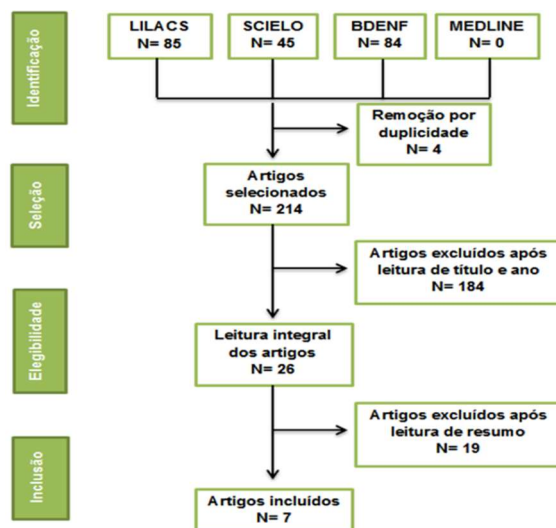 Identificação
LILACS
N= 85
SCIELO
N= 45
BDENF
N= 84
MEDLINE
N= 0
Remoção por
duplicidade
N= 4
Seleção
Artigos
selecionados
N= 214
Artigos excluídos após
leitura de título e ano
N= 184
Elegibilidade
Leitura integral
dos artigos
N= 26
Artigos excluídos após
leitura de resumo
N= 19
Inclusão
Artigos incluídos
N= 7